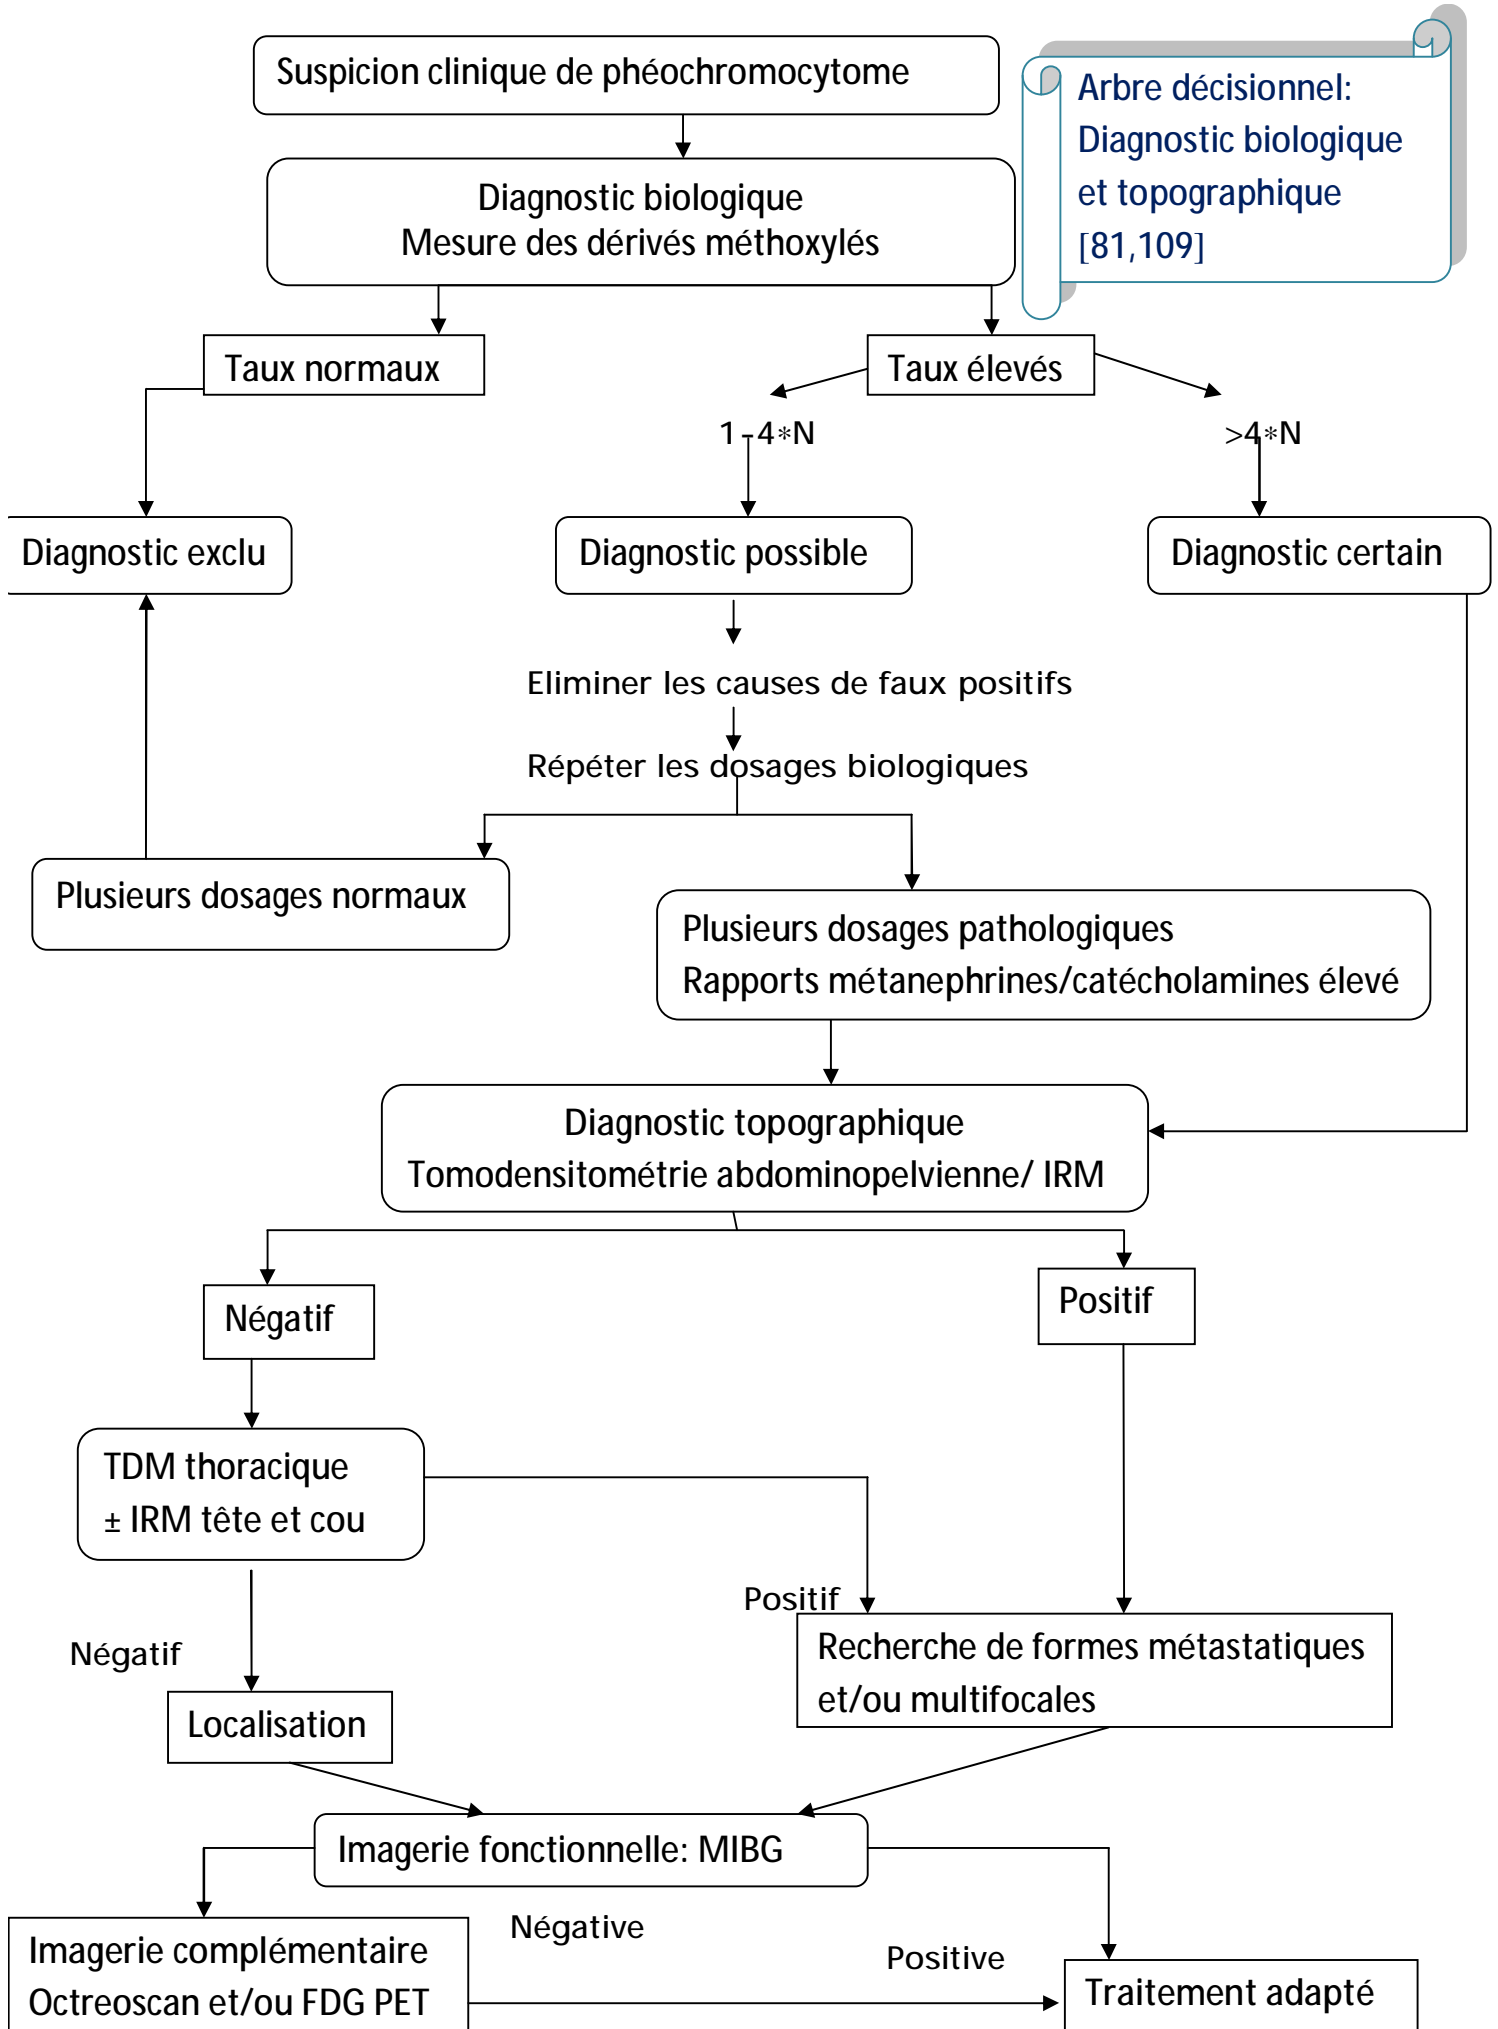 Suspicion clinique de phéochromocytome
Arbre décisionnel:
Diagnostic biologique
et topographique
[81,109]
Diagnostic biologique
Mesure des dérivés méthoxylés
Taux normaux
Taux élevés
1-4*N
>4*N
Diagnostic exclu
Diagnostic possible
Diagnostic certain
Eliminer les causes de faux positifs
Répéter les dosages biologiques
Plusieurs dosages normaux
Plusieurs dosages pathologiques
Rapports métanephrines/catécholamines élevé
Diagnostic topographique
Tomodensitométrie abdominopelvienne/ IRM
Négatif
Positif
TDM thoracique
± IRM tête et cou
Positif
Négatif
Recherche de formes métastatiques
et/ou multifocales
Localisation
Imagerie fonctionnelle: MIBG
Négative
Positive
Imagerie complémentaire
Octreoscan et/ou FDG PET
Traitement adapté